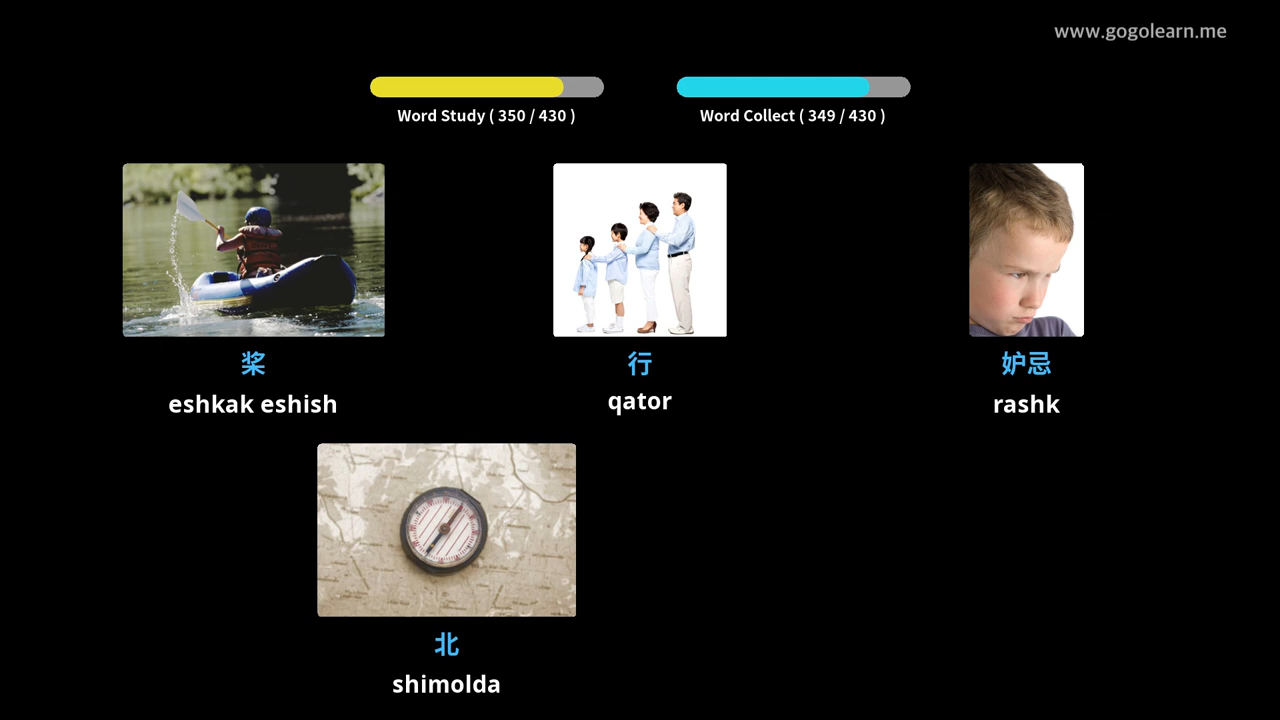 www.gogolearn.me
Word Study ( 350 / 430 )
Word Collect ( 349 / 430 )
桨
eshkak eshish
行
qator
妒忌
rashk
北
shimolda